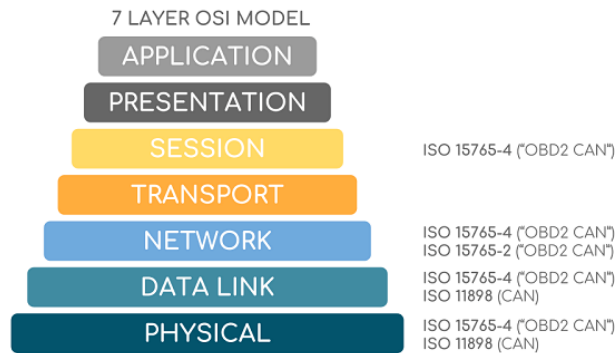 7 LAYER OSI MODEL
APPLICATION
PRESENTATION
SESSION
ISO 15765-4 ("OBD2 CAN")
TRANSPORT
NETWORK
ISO 15765-4 ("OBD2 CAN")
ISO 15765-2 ("OBD2 CAN")
DATA LINK
ISO 15765-4 ("OBD2 CAN")
ISO 11898 (CAN)
PHYSICAL
ISO 15765-4 ("OBD2 CAN")
ISO 11898 (CAN)